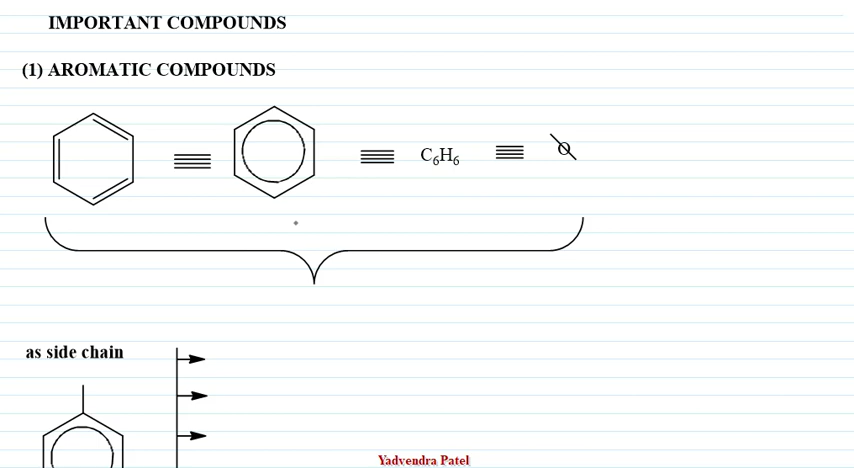 IMPORTANT COMPOUNDS
(1) AROMATIC COMPOUNDS
C6H6
as side chain
Yadvendra Patel